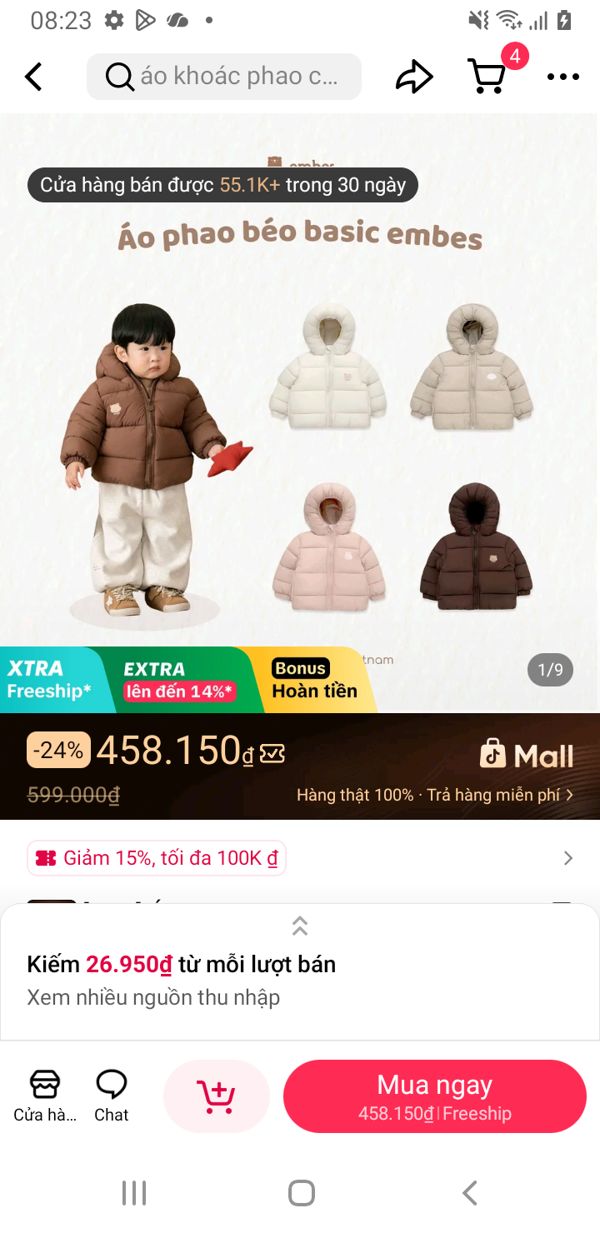 08:23
áo khoác phao c...
4
Cửa hàng bán được 55.1K+ trong 30 ngày
Áo phao béo basic embes
XTRA
Freeship*
EXTRA
lên đến 14%*
Bonus
Hoàn tiền
tnam
1/9
-24% 458.150đ
Mall
599.000₫
Hàng thật 100% · Trả hàng miễn phí >
Giảm 15%, tối đa 100K ₫
Kiếm 26.950₫ từ mỗi lượt bán
Xem nhiều nguồn thu nhập
Cửa hà...
Chat
Mua ngay
458.150₫ | Freeship